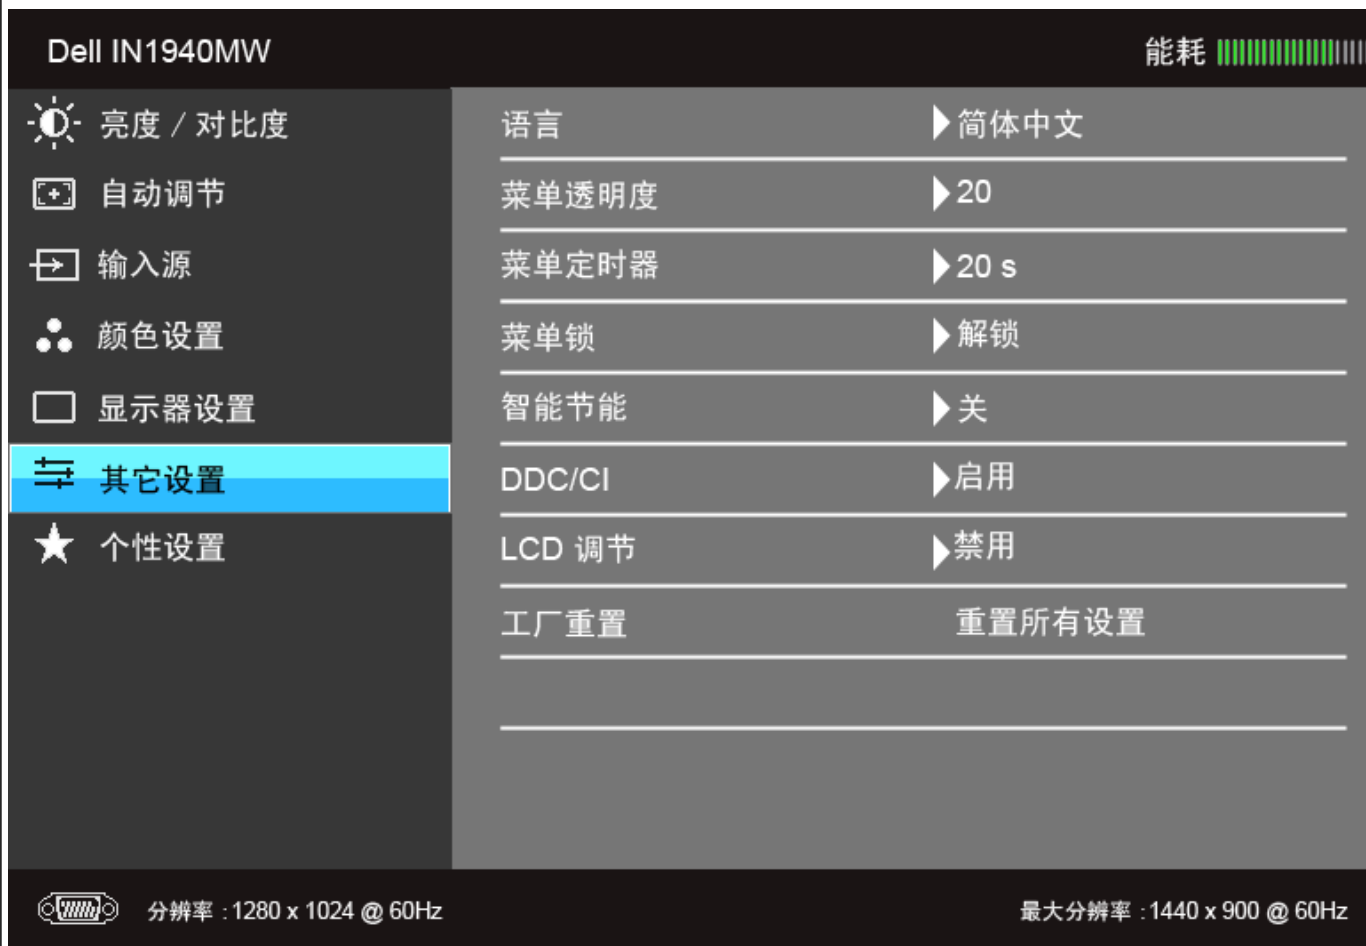 Dell IN1940MW
能耗
亮度 / 对比度
自动调节
输入源
颜色设置
显示器设置
其它设置
个性设置
语言 简体中文
菜单透明度 20
菜单定时器 20 s
菜单锁 解锁
智能节能 关
DDC/CI 启用
LCD 调节 禁用
工厂重置 重置所有设置
分辨率 : 1280 x 1024 @ 60Hz
最大分辨率 : 1440 x 900 @ 60Hz